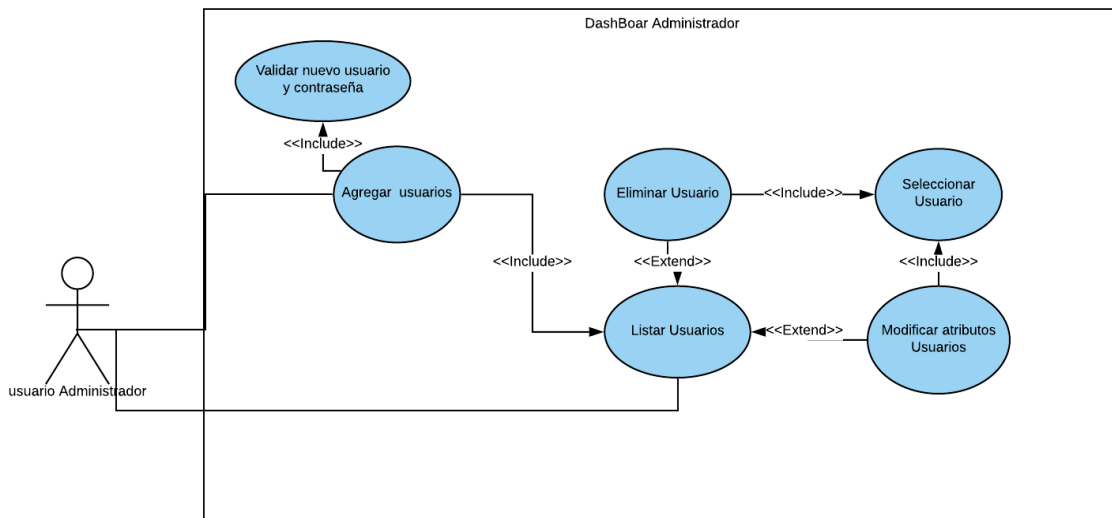 DashBoar Administrador
Validar nuevo usuario
y contraseña
<<Include>>
Agregar usuarios
Eliminar Usuario
<<Include>>
Seleccionar
Usuario
<<Include>>
<<Extend>>
<<Include>>
Listar Usuarios
<<Extend>>
Modificar atributos
Usuarios
usuario Administrador